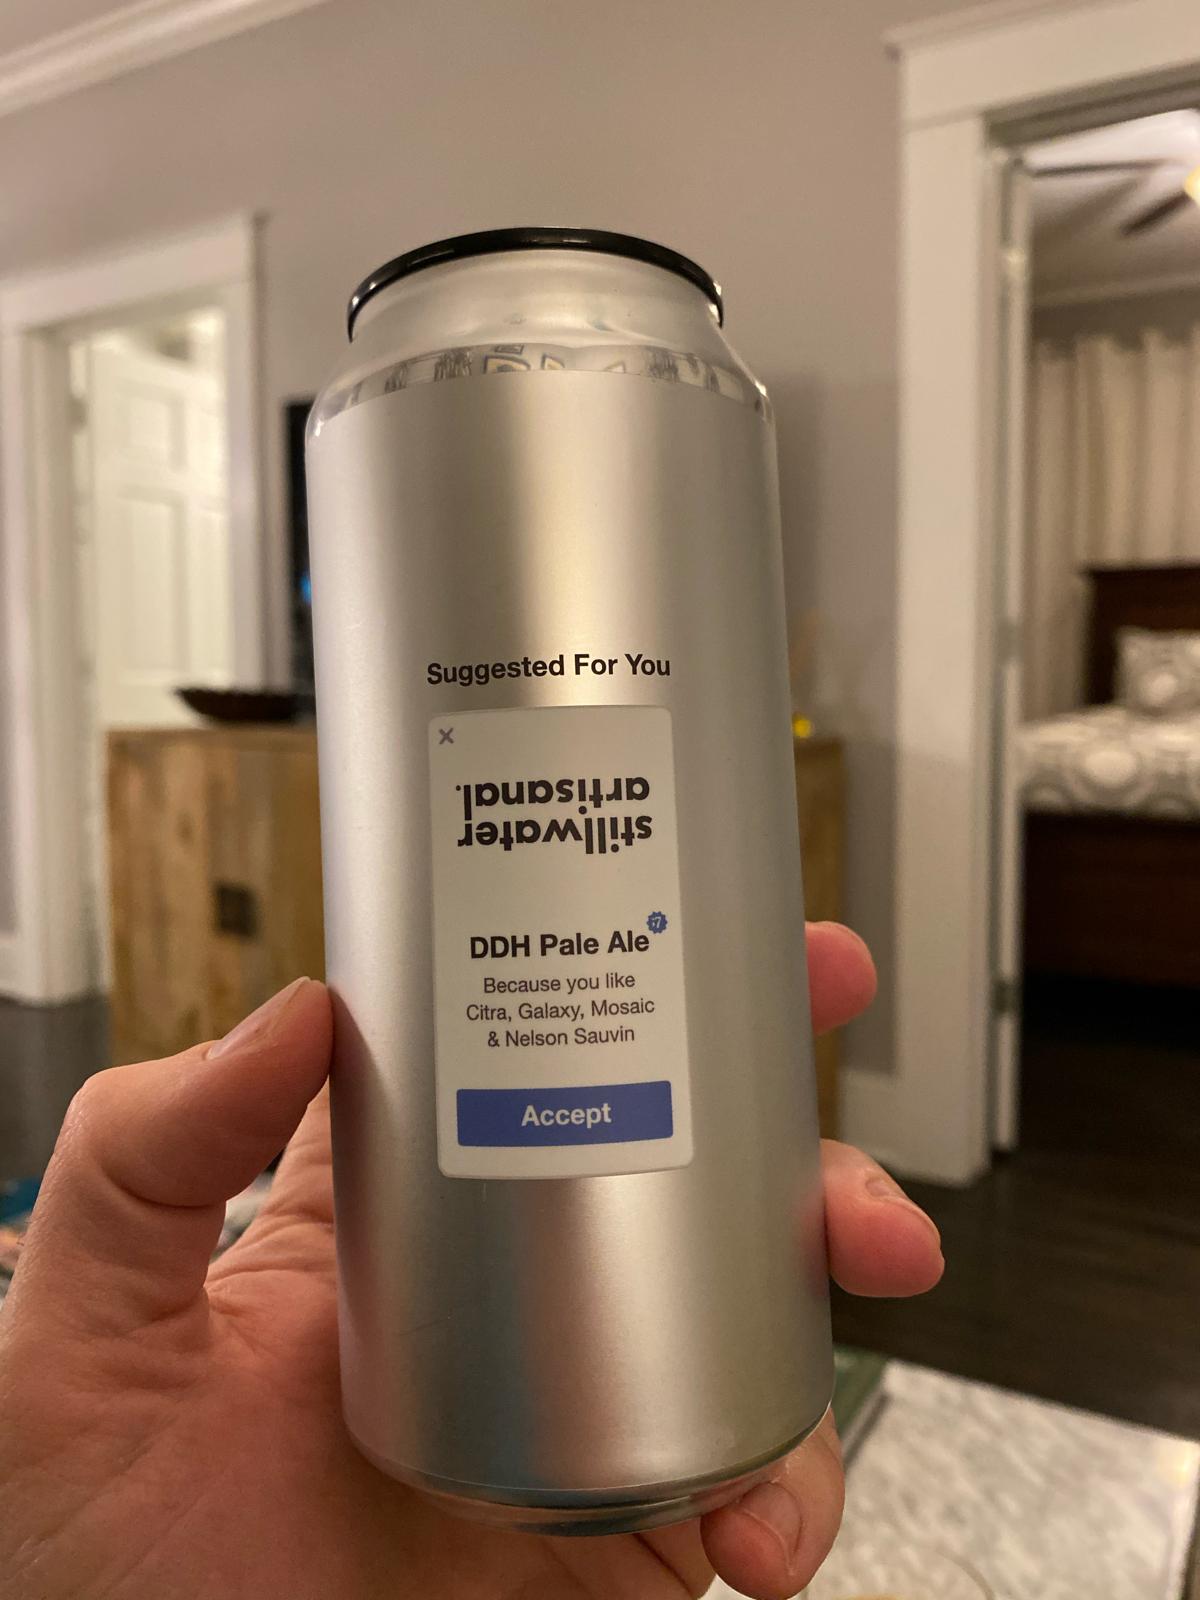 Suggested For You
×
stillwater
artisanal.
DDH Pale Ale
Because you like
Citra, Galaxy, Mosaic
& Nelson Sauvin
Accept